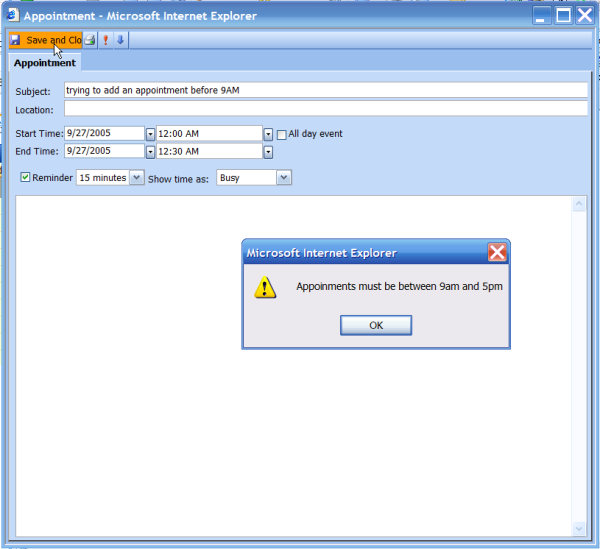 Appointment - Microsoft Internet Explorer
Save and Clo
Appointment
Subject: trying to add an appointment before 9AM
Location:
Start Time: 9/27/2005 12:00 AM All day event
End Time: 9/27/2005 12:30 AM
Reminder 15 minutes Show time as: Busy
Microsoft Internet Explorer
Appoinments must be between 9am and 5pm
OK